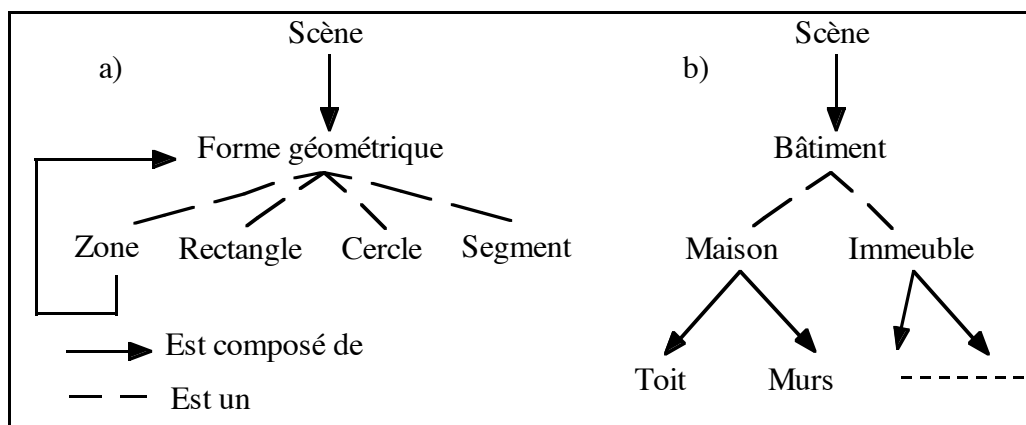 Scène
a)
Forme géométrique
Zone Rectangle Cercle Segment
Est composé de
Est un
Scène
b)
Bâtiment
Maison Immeuble
Toit Murs